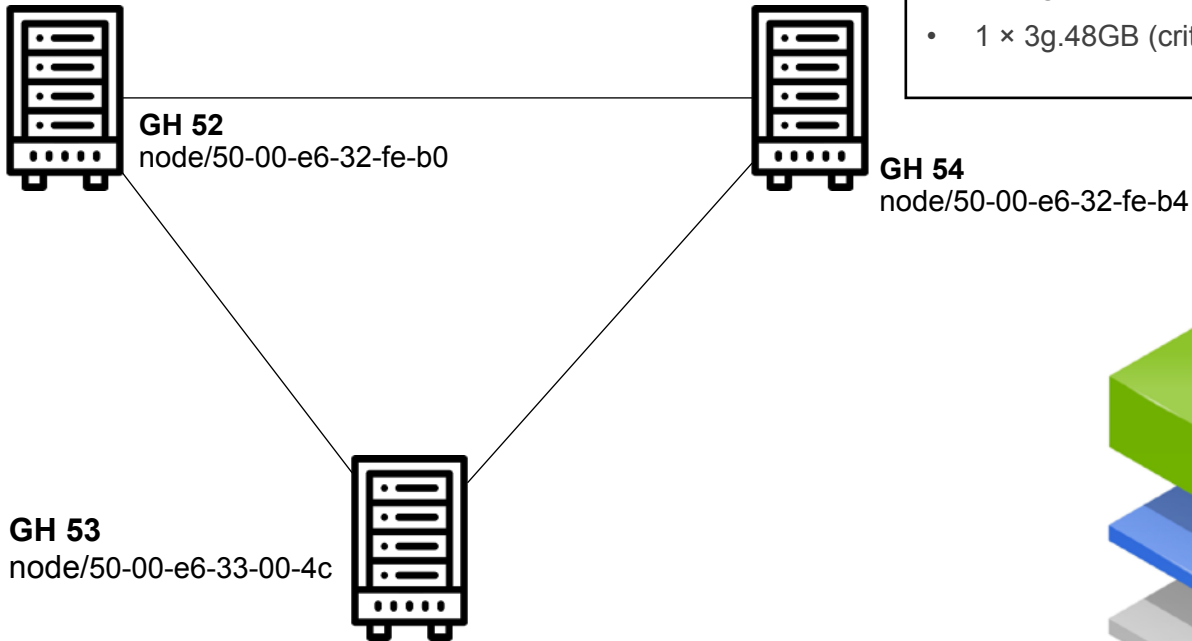 • 1 × 3g.48GB
GH 52
node/50-00-e6-32-fe-b0
GH 54
node/50-00-e6-32-fe-b4
GH 53
node/50-00-e6-33-00-4c